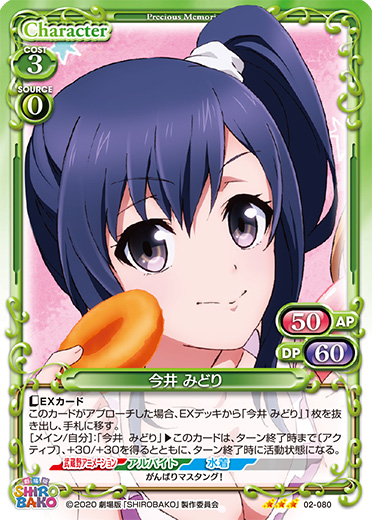 Precious Memories
Character
COST
3
SOURCE
0
50 AP
DP 60
今井 みどり
EXカード
このカードがアプローチした場合、EXデッキから「今井 みどり」1枚を抜
き出し、手札に移す。
[メイン/自分]:「今井 みどり」▶このカードは、ターン終了時まで〔アク
ティブ〕、+30/+30を得るとともに、ターン終了時に活動状態になる。
武蔵野アニメーション アルバイト 水着
がんばりマスタング!
劇場版
SHIRO
BAKO
©2020 劇場版「SHIROBAKO」製作委員会
★★★ 02-080